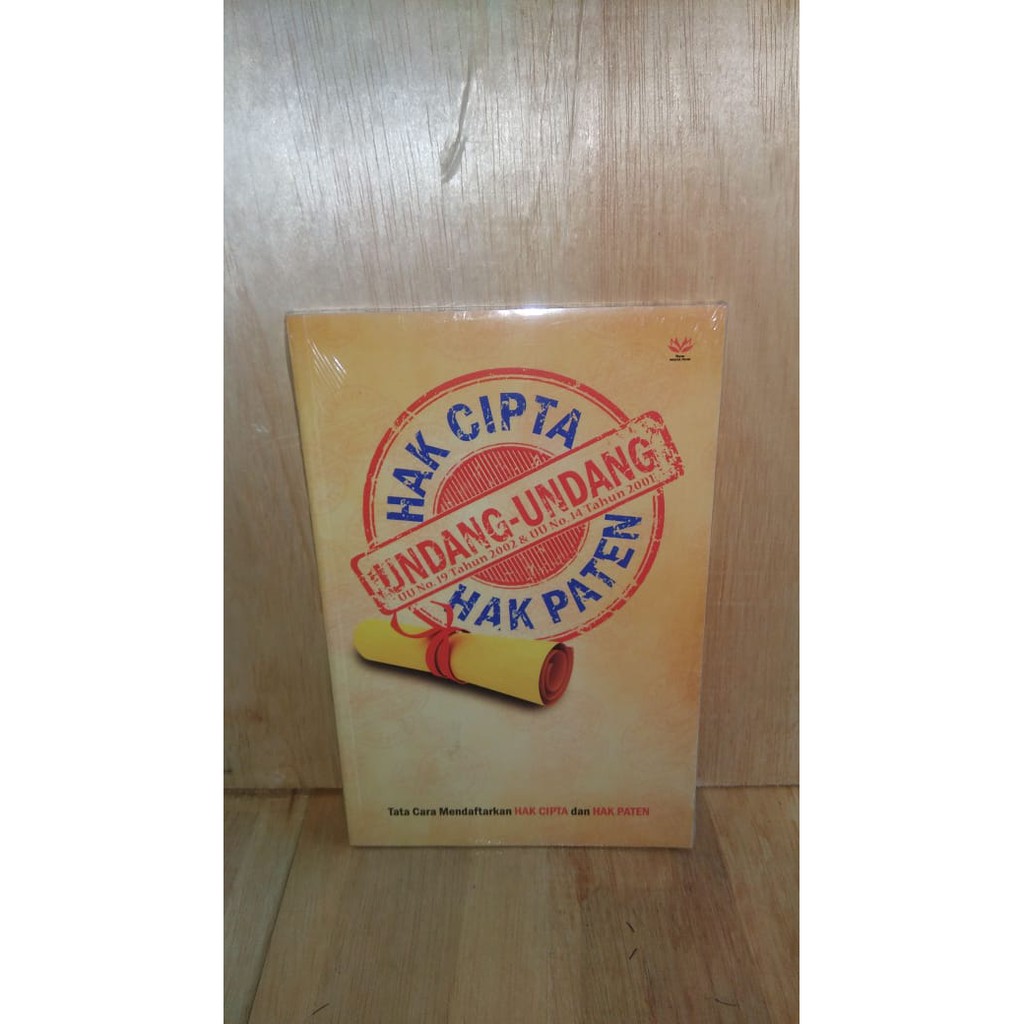 HAK CIPTA
UNDANG-UNDANG
UU No. 19 Tahun 2002 & UU No. 14 Tahun 2001
HAK PATEN
Tata Cara Mendaftarkan HAK CIPTA dan HAK PATEN